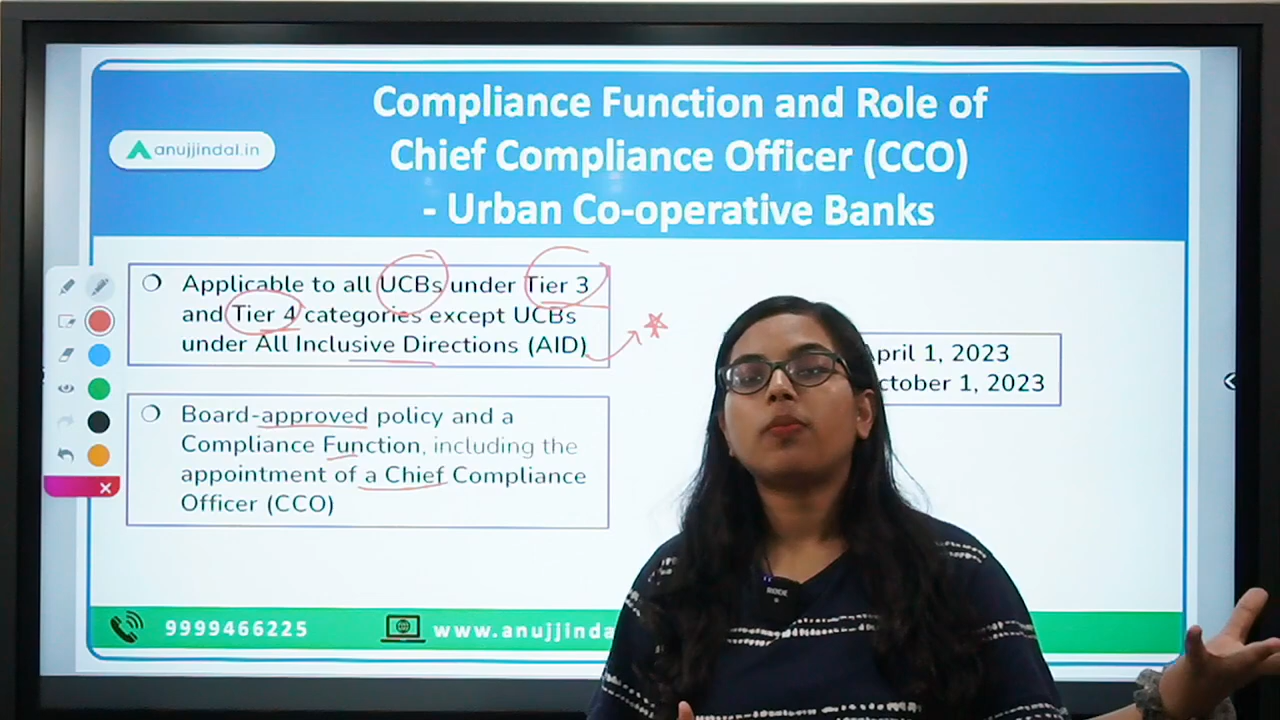 Compliance Function and Role of
Chief Compliance Officer (CCO)
- Urban Co-operative Banks
anujjindal.in
Applicable to all UCBs under Tier 3
and Tier 4 categories except UCBs
under All Inclusive Directions (AID)
April 1, 2023
ctober 1, 2023
Board-approved policy and a
Compliance Function, including the
appointment of a Chief Compliance
Officer (CCO)
9999466225
www.anujjinda
RODE